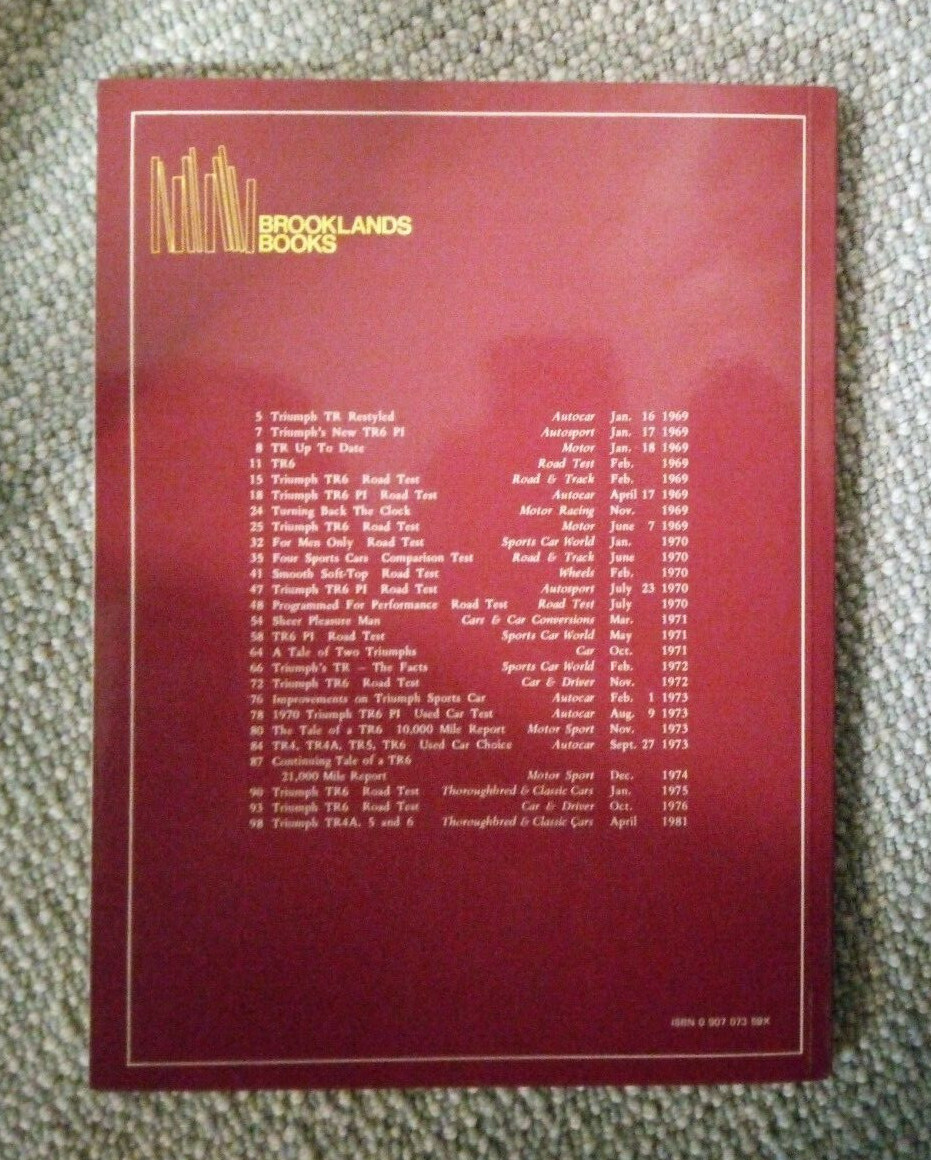 BROOKLANDS
BOOKS
5 Triumph TR Restyled Autocar Jan. 16 1969
7 Triumph's New TR6 PI Autosport Jan. 17 1969
8 TR Up To Date Motor Jan. 18 1969
11 TR6 Road Test Feb. 1969
15 Triumph TR6 Road Test Road & Track Feb. 1969
18 Triumph TR6 PI Road Test Autocar April 17 1969
24 Turning Back The Clock Motor Racing Nov. 1969
25 Triumph TR6 Road Test Motor June 7 1969
32 For Men Only Road Test Sports Car World Jan. 1970
35 Four Sports Cars Comparison Test Road & Track June 1970
41 Smooth Soft-Top Road Test Wheels Feb. 1970
47 Triumph TR6 PI Road Test Autosport July 23 1970
48 Programmed For Performance Road Test Road Test July 1970
54 Sheer Pleasure Man Cars & Car Conversions Mar. 1971
58 TR6 PI Road Test Sports Car World May 1971
64 A Tale of Two Triumphs Car Oct. 1971
66 Triumph's TR – The Facts Sports Car World Feb. 1972
72 Triumph TR6 Road Test Car & Driver Nov. 1972
76 Improvements on Triumph Sports Car Autocar Feb. 1 1973
78 1970 Triumph TR6 PI Used Car Test Autocar Aug. 9 1973
80 The Tale of a TR6 10,000 Mile Report Motor Sport Nov. 1973
84 TR4, TR4A, TR5, TR6 Used Car Choice Autocar Sept. 27 1973
87 Continuing Tale of a TR6
21,000 Mile Report Motor Sport Dec. 1974
90 Triumph TR6 Road Test Thoroughbred & Classic Cars Jan. 1975
93 Triumph TR6 Road Test Car & Driver Oct. 1976
98 Triumph TR4A, 5 and 6 Thoroughbred & Classic Cars April 1981
ISBN 0 907 073 59X